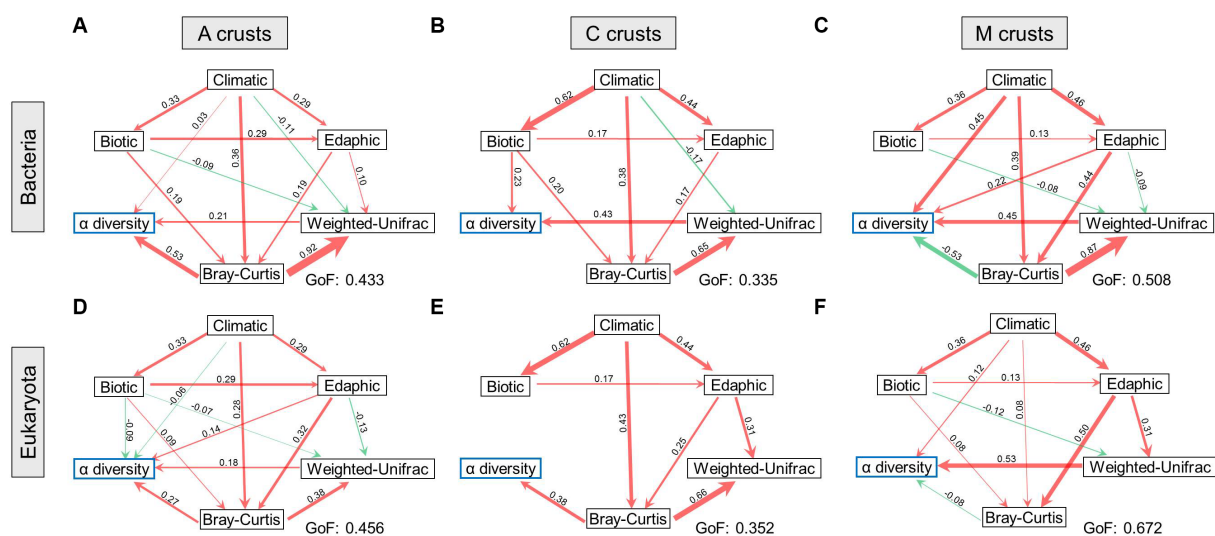 A
A crusts
B
C crusts
C
M crusts
Bacteria
Climatic
0.33
0.29
0.03
-0.11
Biotic
0.29
Edaphic
0.36
-0.09
0.10
0.19
0.19
α diversity
0.21
Weighted-Unifrac
0.53
0.92
Bray-Curtis
GoF: 0.433
Climatic
0.62
0.44
Biotic
0.17
Edaphic
-0.17
0.23
0.20
0.38
0.17
α diversity
0.43
Weighted-Unifrac
0.65
Bray-Curtis
GoF: 0.335
Climatic
0.36
0.46
0.45
Biotic
0.13
Edaphic
0.39
0.44
-0.09
0.22
-0.08
α diversity
0.45
Weighted-Unifrac
-0.53
0.87
Bray-Curtis
GoF: 0.508
D
E
F
Eukaryota
Climatic
0.33
0.29
Biotic
0.29
Edaphic
-0.06
0.28
-0.07
-0.09
0.09
0.14
0.32
-0.13
α diversity
0.18
Weighted-Unifrac
0.27
0.38
Bray-Curtis
GoF: 0.456
Climatic
0.62
0.44
Biotic
0.17
Edaphic
0.43
0.25
0.31
α diversity
Weighted-Unifrac
0.38
0.66
Bray-Curtis
GoF: 0.352
Climatic
0.36
0.46
0.12
Biotic
0.13
Edaphic
0.08
-0.12
0.50
0.31
0.08
α diversity
0.53
Weighted-Unifrac
-0.08
Bray-Curtis
GoF: 0.672